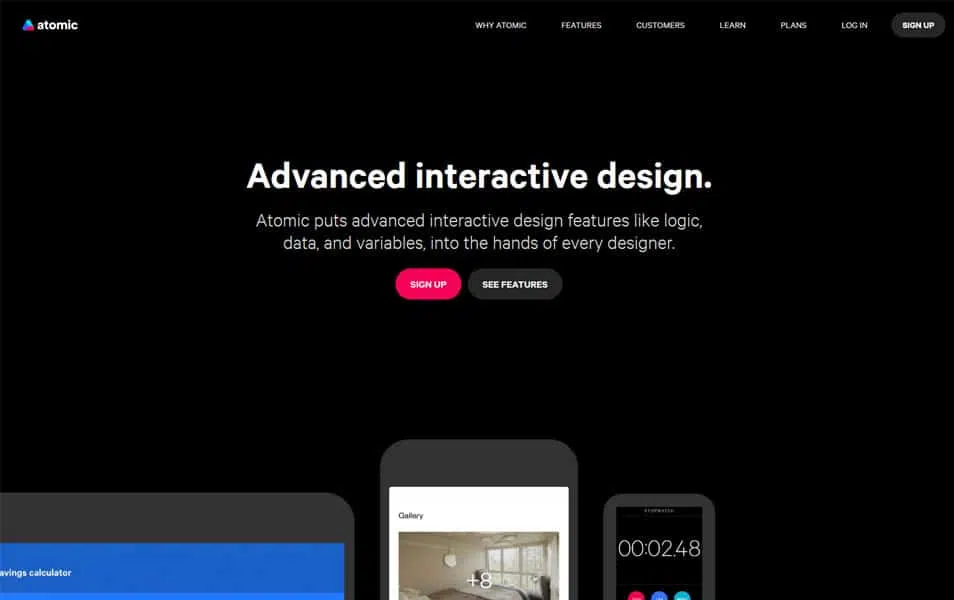 atomic
WHY ATOMIC
FEATURES
CUSTOMERS
LEARN
PLANS
LOG IN
SIGN UP
Advanced interactive design.
Atomic puts advanced interactive design features like logic,
data, and variables, into the hands of every designer.
SIGN UP
SEE FEATURES
Gallery
STOPWATCH
00:02.48
avings calculator
+8